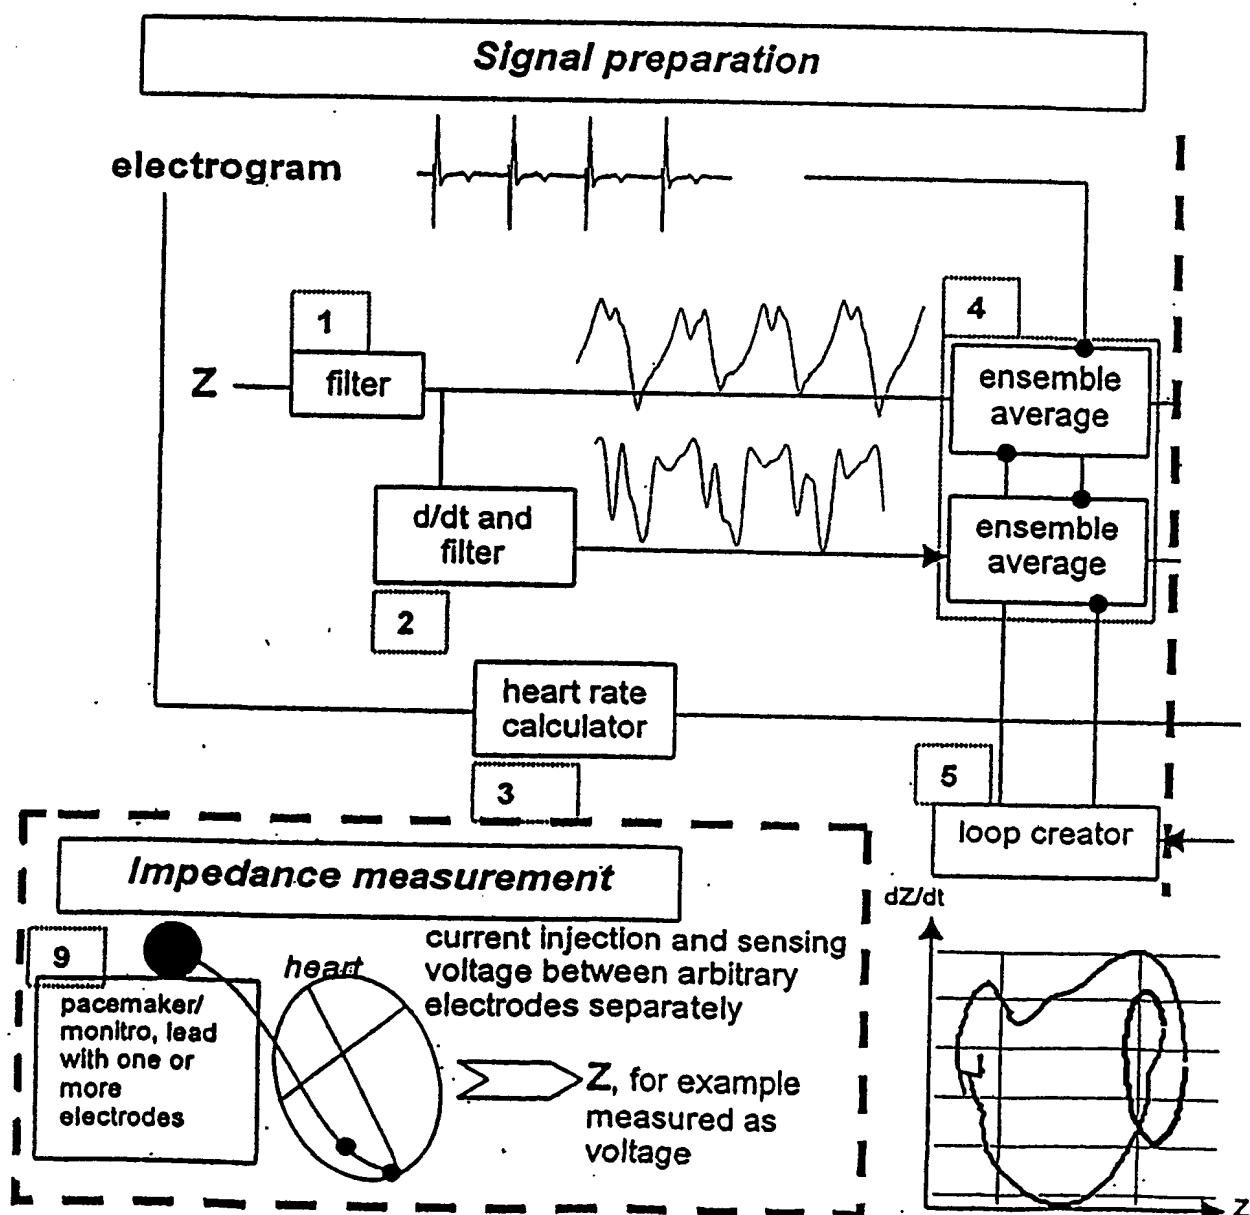 Signal preparation
electrogram
1
Z
filter
4
ensemble
average
d/dt and
filter
2
ensemble
average
heart rate
calculator
3
5
loop creator
Impedance measurement
9
pacemaker/
monitro, lead
with one or
more
electrodes
heart
current injection and sensing
voltage between arbitrary
electrodes separately
Z, for example
measured as
voltage
dZ/dt
Z